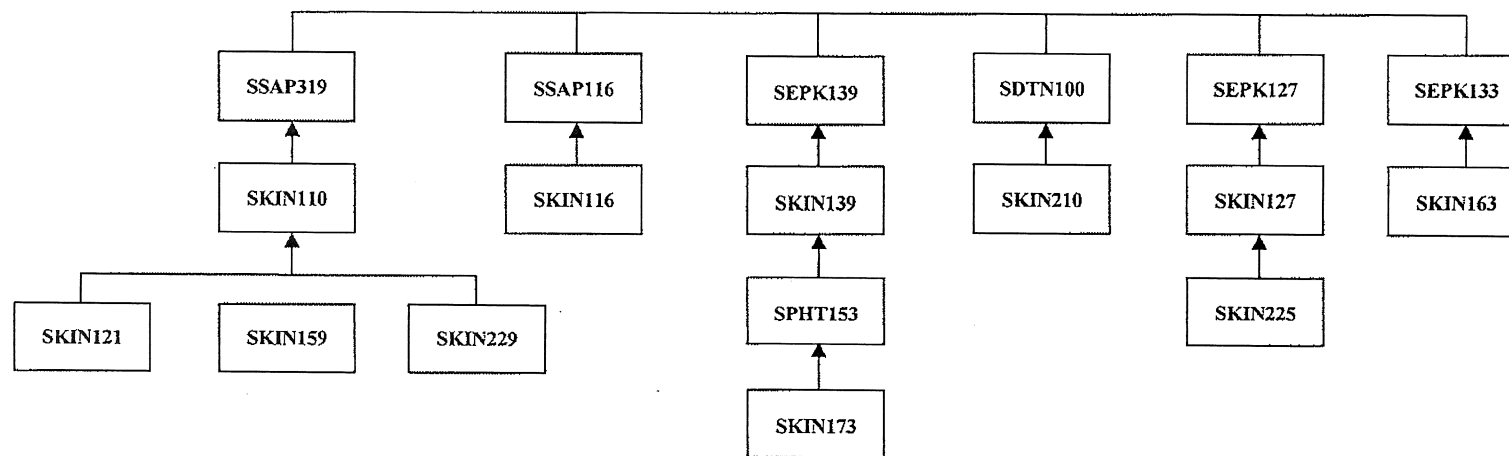 SSAP319
SSAP116
SEPK139
SDTN100
SEPK127
SEPK133
SKIN110
SKIN116
SKIN139
SKIN210
SKIN127
SKIN163
SKIN121
SKIN159
SKIN229
SPHT153
SKIN225
SKIN173